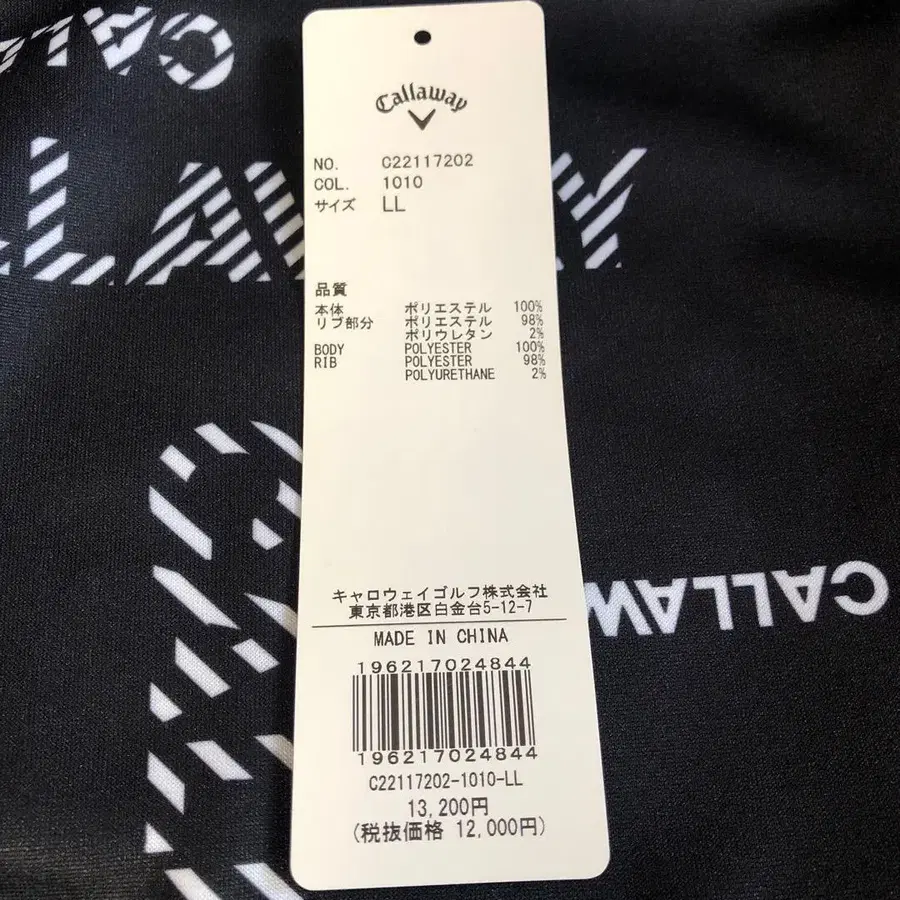 CALLAWAY
Callaway
NO. C22117202
COL. 1010
サイズ LL
品質
本体 ポリエステル 100%
リブ部分 ポリエステル 98%
ポリウレタン 2%
BODY POLYESTER 100%
RIB POLYESTER 98%
POLYURETHANE 2%
キャロウェイゴルフ株式会社
東京都港区白金台5-12-7
MADE IN CHINA
196217024844
196217024844
C22117202-1010-LL
13,200円
(税抜価格 12,000円)
CALLAW